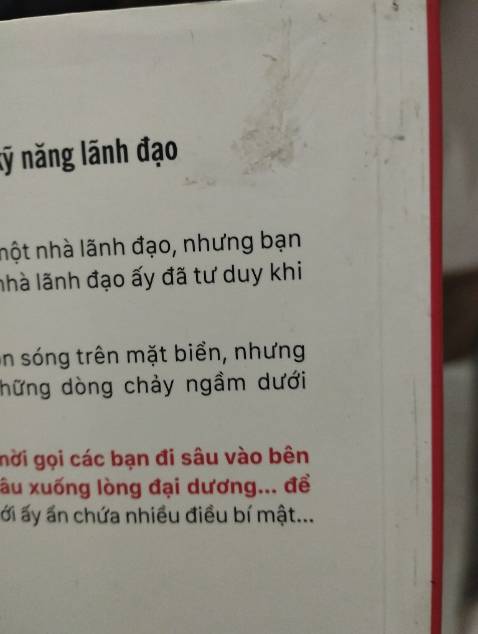 kỹ năng lãnh đạo
một nhà lãnh đạo, nhưng bạn
nhà lãnh đạo ấy đã tư duy khi
sóng trên mặt biển, nhưng
những dòng chảy ngầm dưới
mời gọi các bạn đi sâu vào bên
sâu xuống lòng đại dương... để
ấy ẩn chứa nhiều điều bí mật...